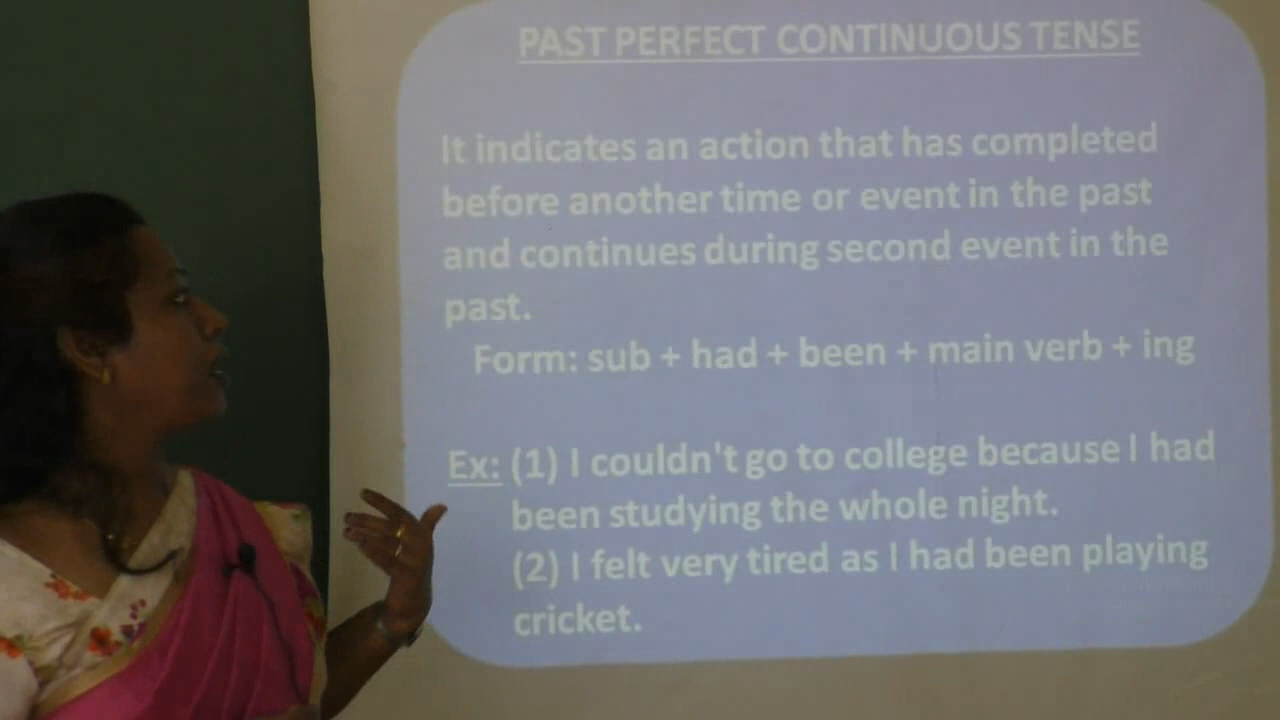 PAST PERFECT CONTINUOUS TENSE
It indicates an action that has completed
before another time or event in the past
and continues during second event in the
past.
Form: sub + had + been + main verb + ing
Ex: (1) I couldn't go to college because I had
been studying the whole night.
(2) I felt very tired as I had been playing
cricket.